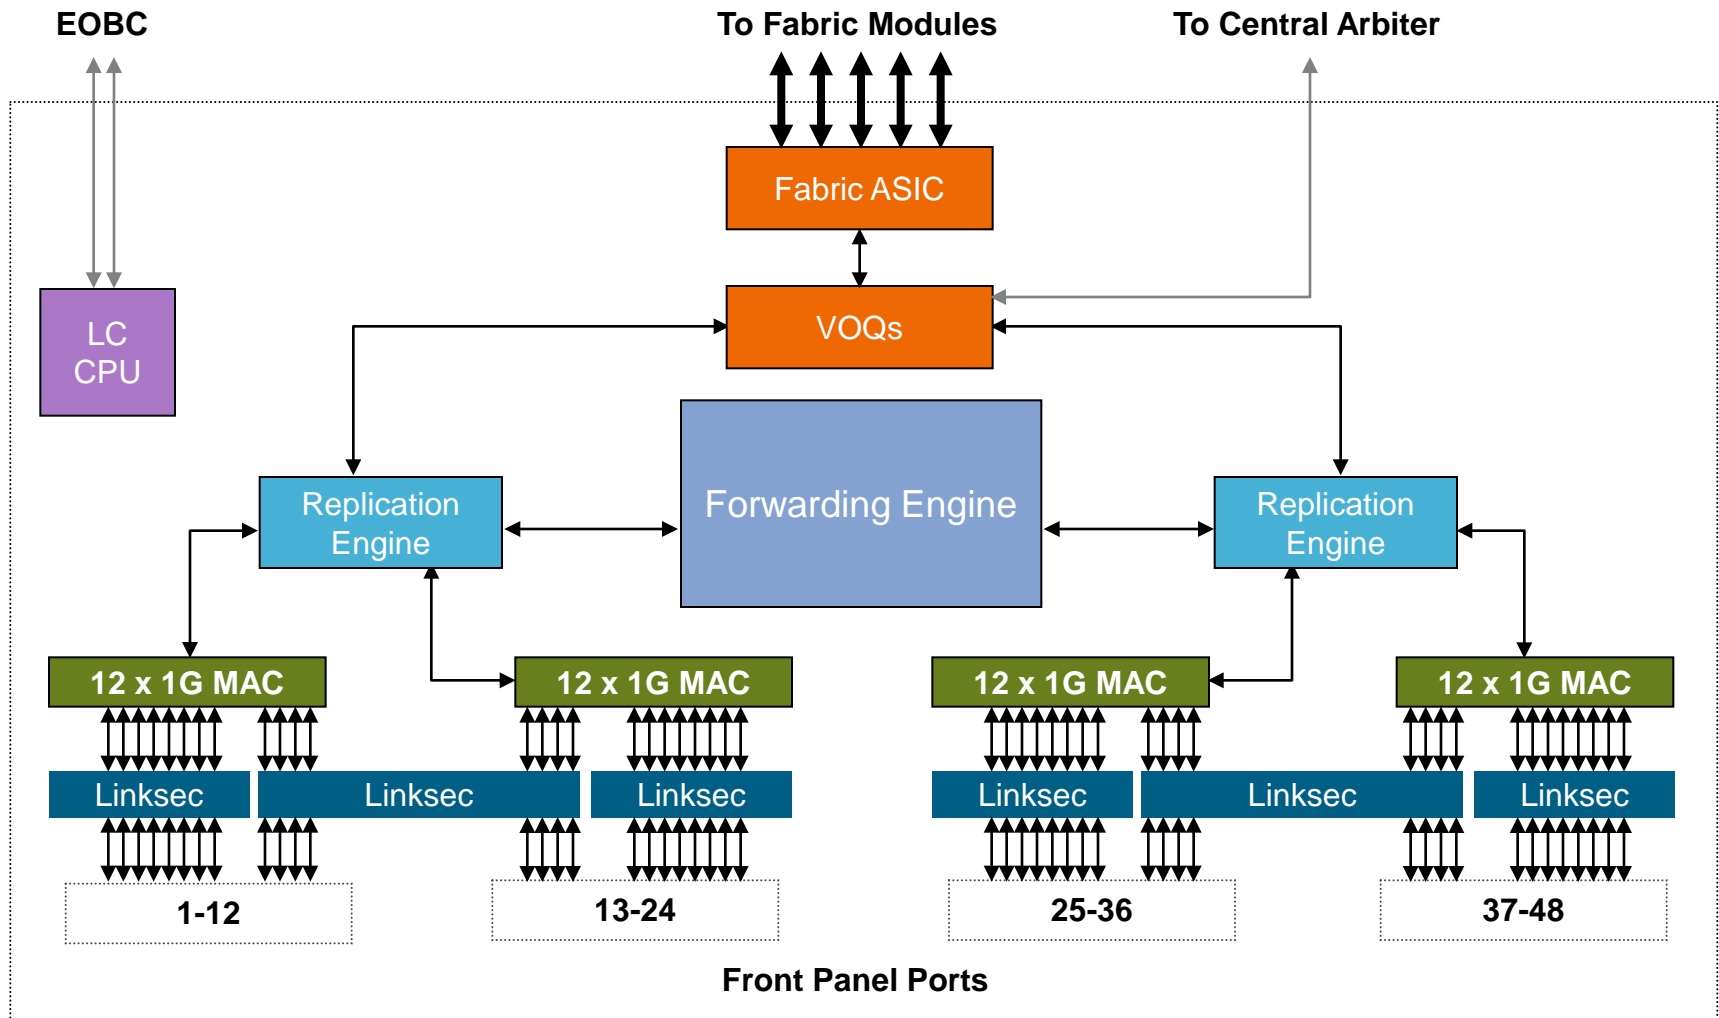 EOBC
To Fabric Modules
To Central Arbiter
Fabric ASIC
VOQs
LC
CPU
Forwarding Engine
Replication
Engine
Replication
Engine
12 x 1G MAC
12 x 1G MAC
12 x 1G MAC
12 x 1G MAC
Linksec
Linksec
Linksec
Linksec
Linksec
Linksec
1-12
13-24
25-36
37-48
Front Panel Ports